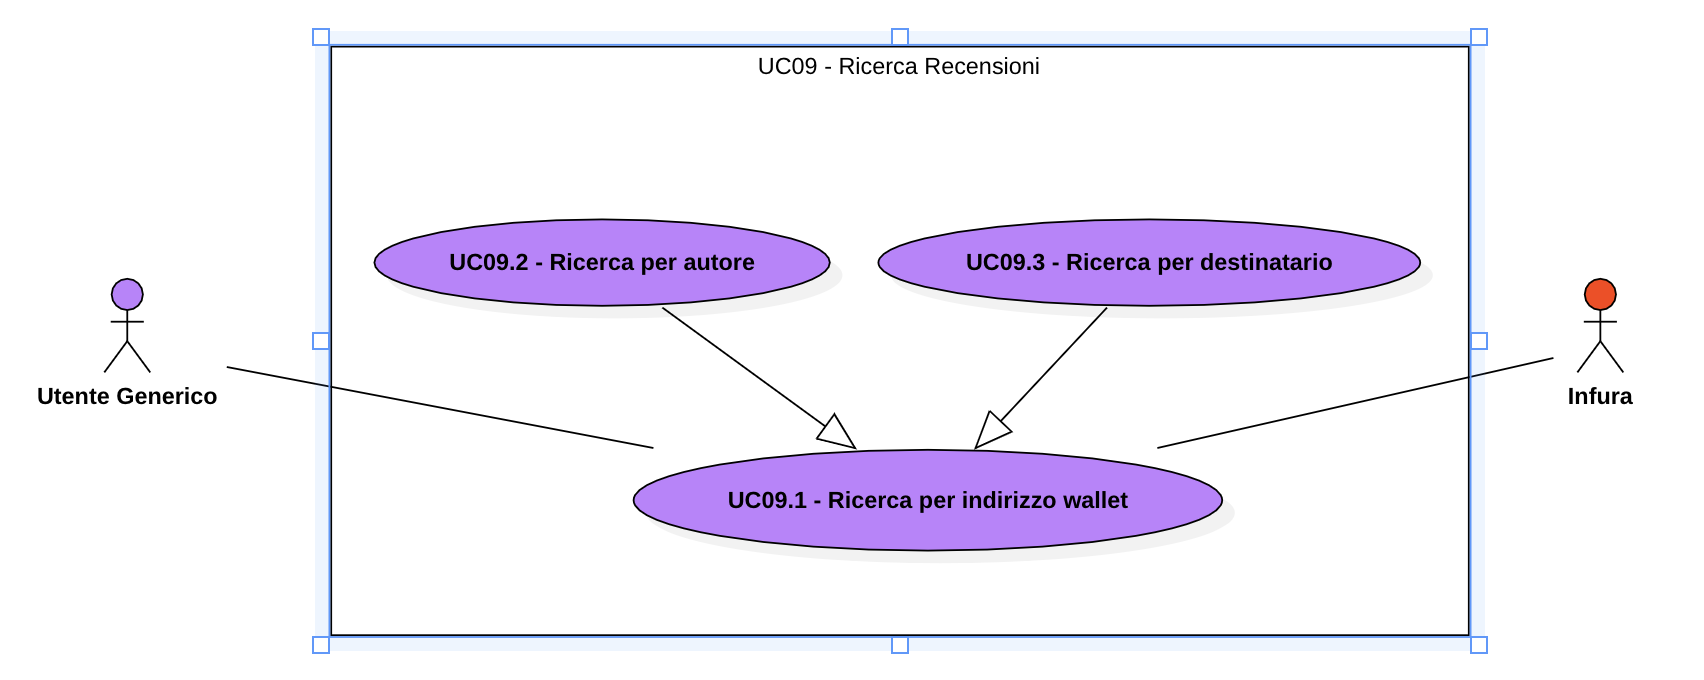 UC09 - Ricerca Recensioni
UC09.2 - Ricerca per autore
UC09.3 - Ricerca per destinatario
Utente Generico
Infura
UC09.1 - Ricerca per indirizzo wallet